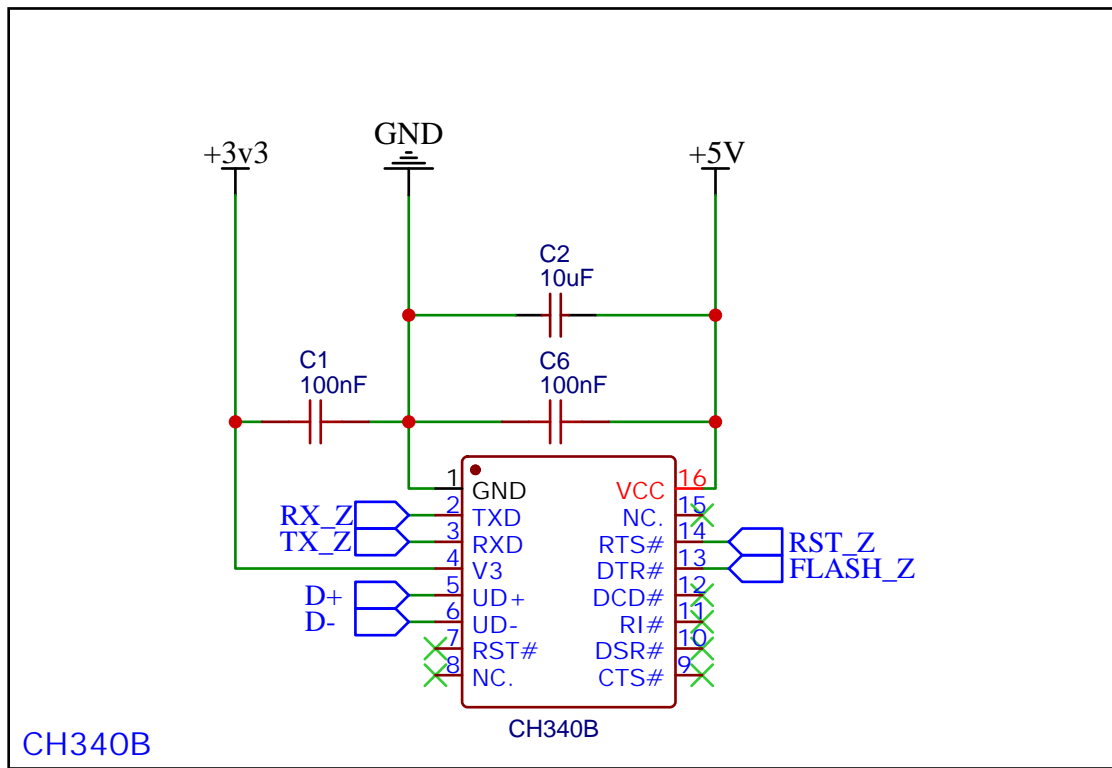 GND
+3v3
+5V
C2
10uF
C1
100nF
C6
100nF
1
GND
VCC
16
RX_Z
2
TXD
NC.
15
TX_Z
3
RXD
RTS#
14
RST_Z
4
V3
DTR#
13
FLASH_Z
D+
5
UD+
DCD#
12
D-
6
UD-
RI#
11
7
RST#
DSR#
10
8
NC.
CTS#
9
CH340B
CH340B